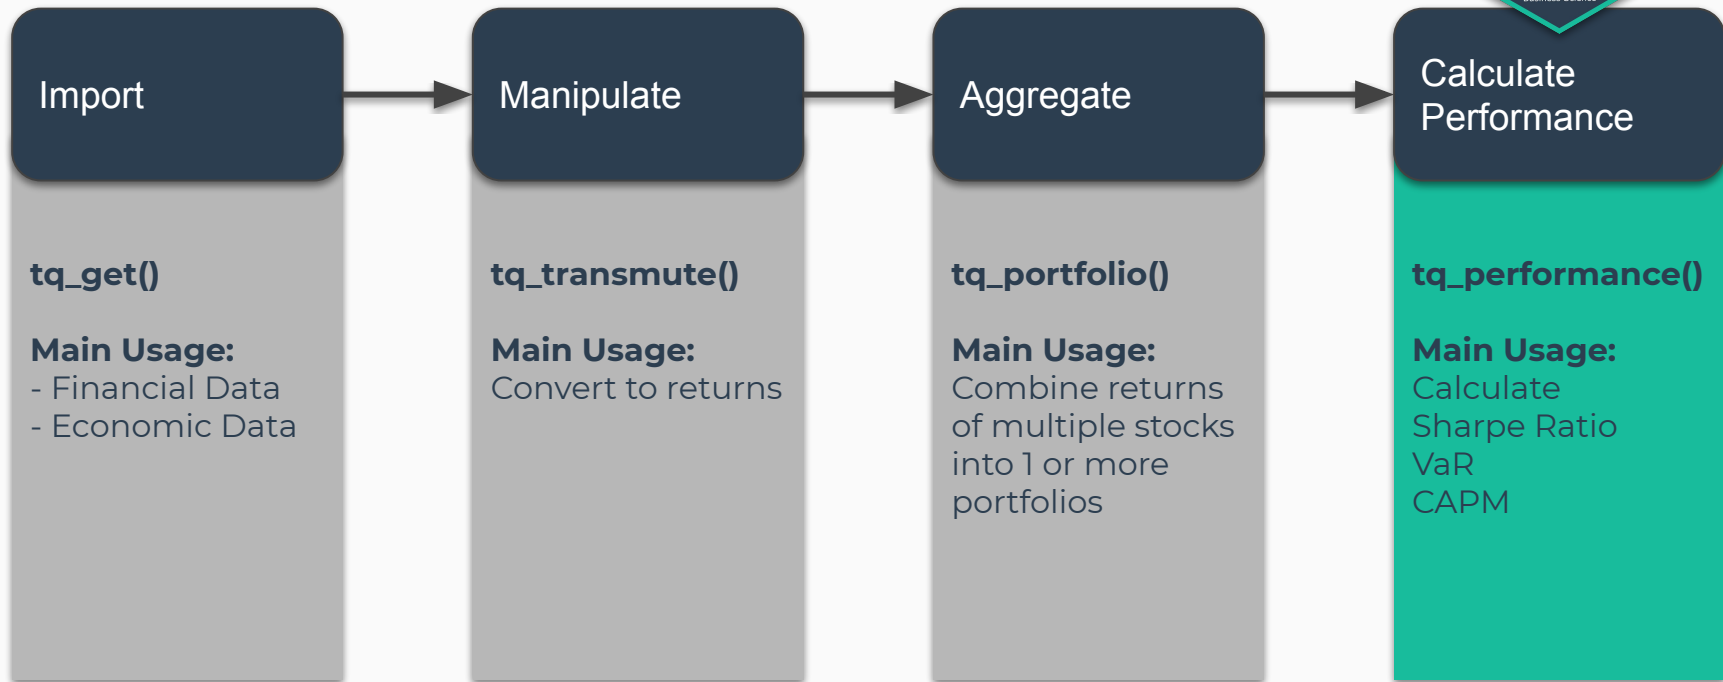 Business Science
Import
Manipulate
Aggregate
Calculate
Performance
tq_get()
Main Usage:
- Financial Data
- Economic Data
tq_transmute()
Main Usage:
Convert to returns
tq_portfolio()
Main Usage:
Combine returns
of multiple stocks
into 1 or more
portfolios
tq_performance()
Main Usage:
Calculate
Sharpe Ratio
VaR
CAPM